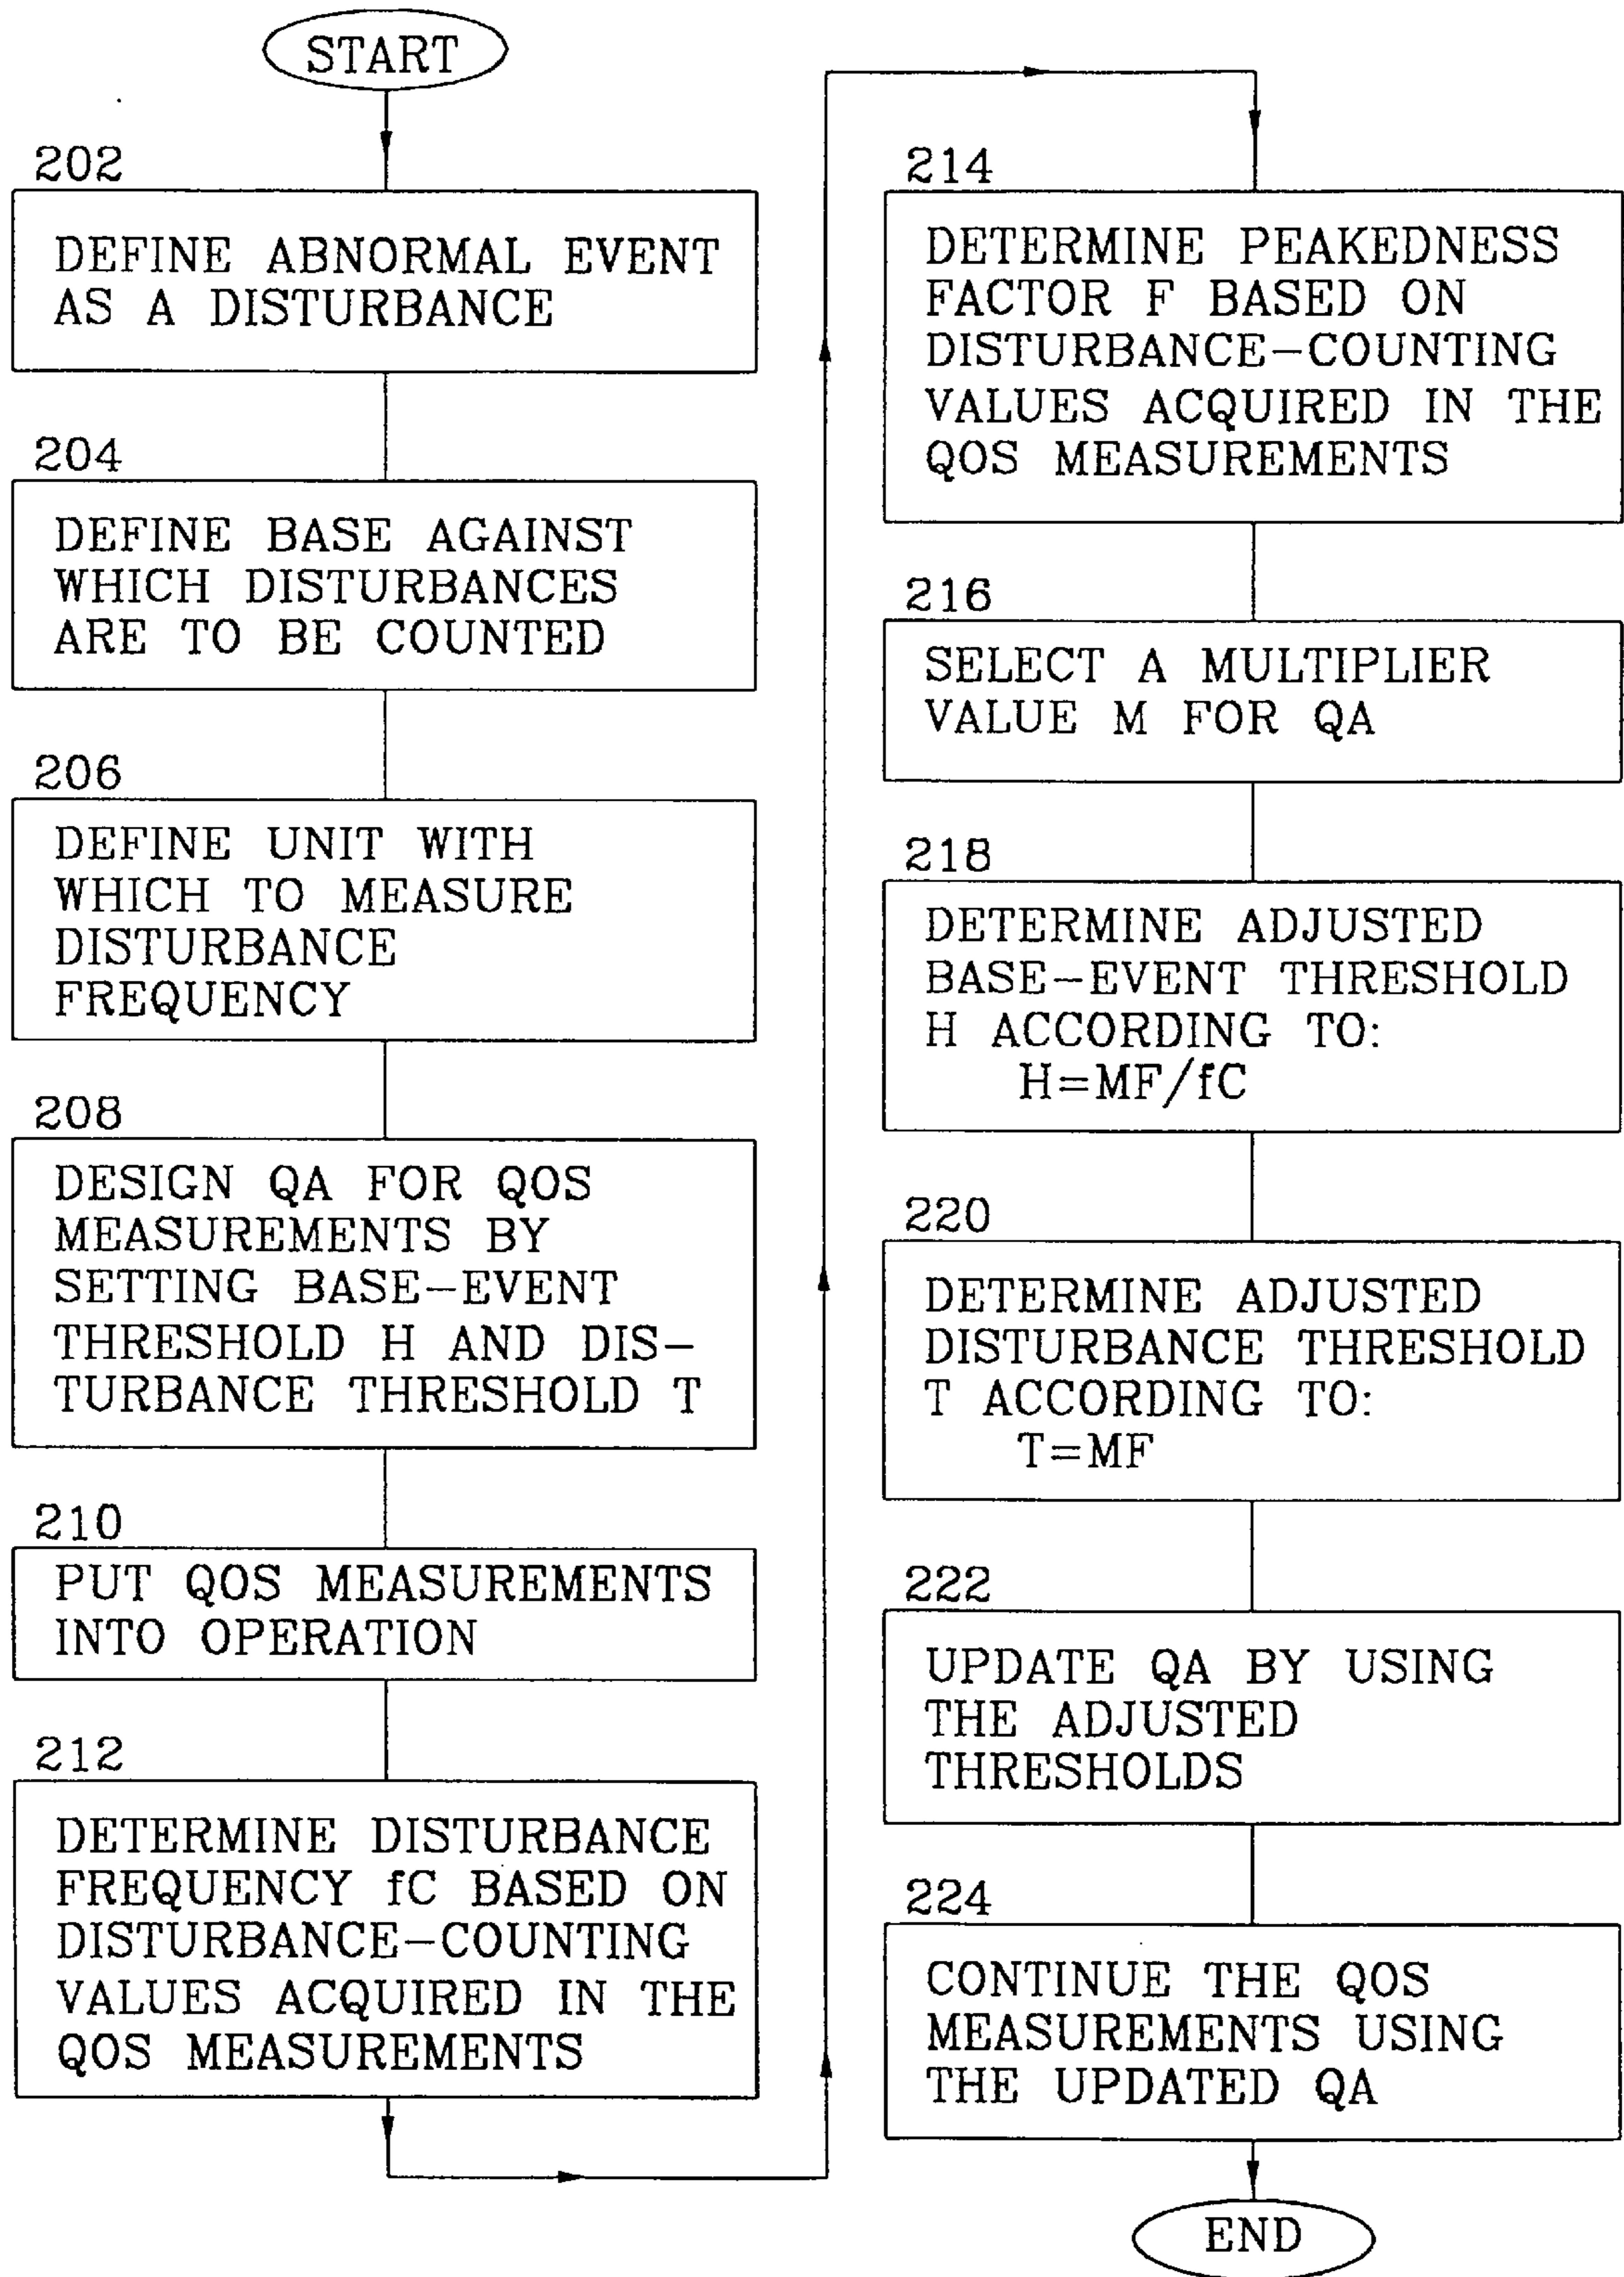 START
202
DEFINE ABNORMAL EVENT
AS A DISTURBANCE
204
DEFINE BASE AGAINST
WHICH DISTURBANCES
ARE TO BE COUNTED
206
DEFINE UNIT WITH
WHICH TO MEASURE
DISTURBANCE
FREQUENCY
208
DESIGN QA FOR QOS
MEASUREMENTS BY
SETTING BASE-EVENT
THRESHOLD H AND DIS-
TURBANCE THRESHOLD T
210
PUT QOS MEASUREMENTS
INTO OPERATION
212
DETERMINE DISTURBANCE
FREQUENCY fC BASED ON
DISTURBANCE-COUNTING
VALUES ACQUIRED IN THE
QOS MEASUREMENTS
214
DETERMINE PEAKEDNESS
FACTOR F BASED ON
DISTURBANCE-COUNTING
VALUES ACQUIRED IN THE
QOS MEASUREMENTS
216
SELECT A MULTIPLIER
VALUE M FOR QA
218
DETERMINE ADJUSTED
BASE-EVENT THRESHOLD
H ACCORDING TO:
H=MF/fC
220
DETERMINE ADJUSTED
DISTURBANCE THRESHOLD
T ACCORDING TO:
T=MF
222
UPDATE QA BY USING
THE ADJUSTED
THRESHOLDS
224
CONTINUE THE QOS
MEASUREMENTS USING
THE UPDATED QA
END